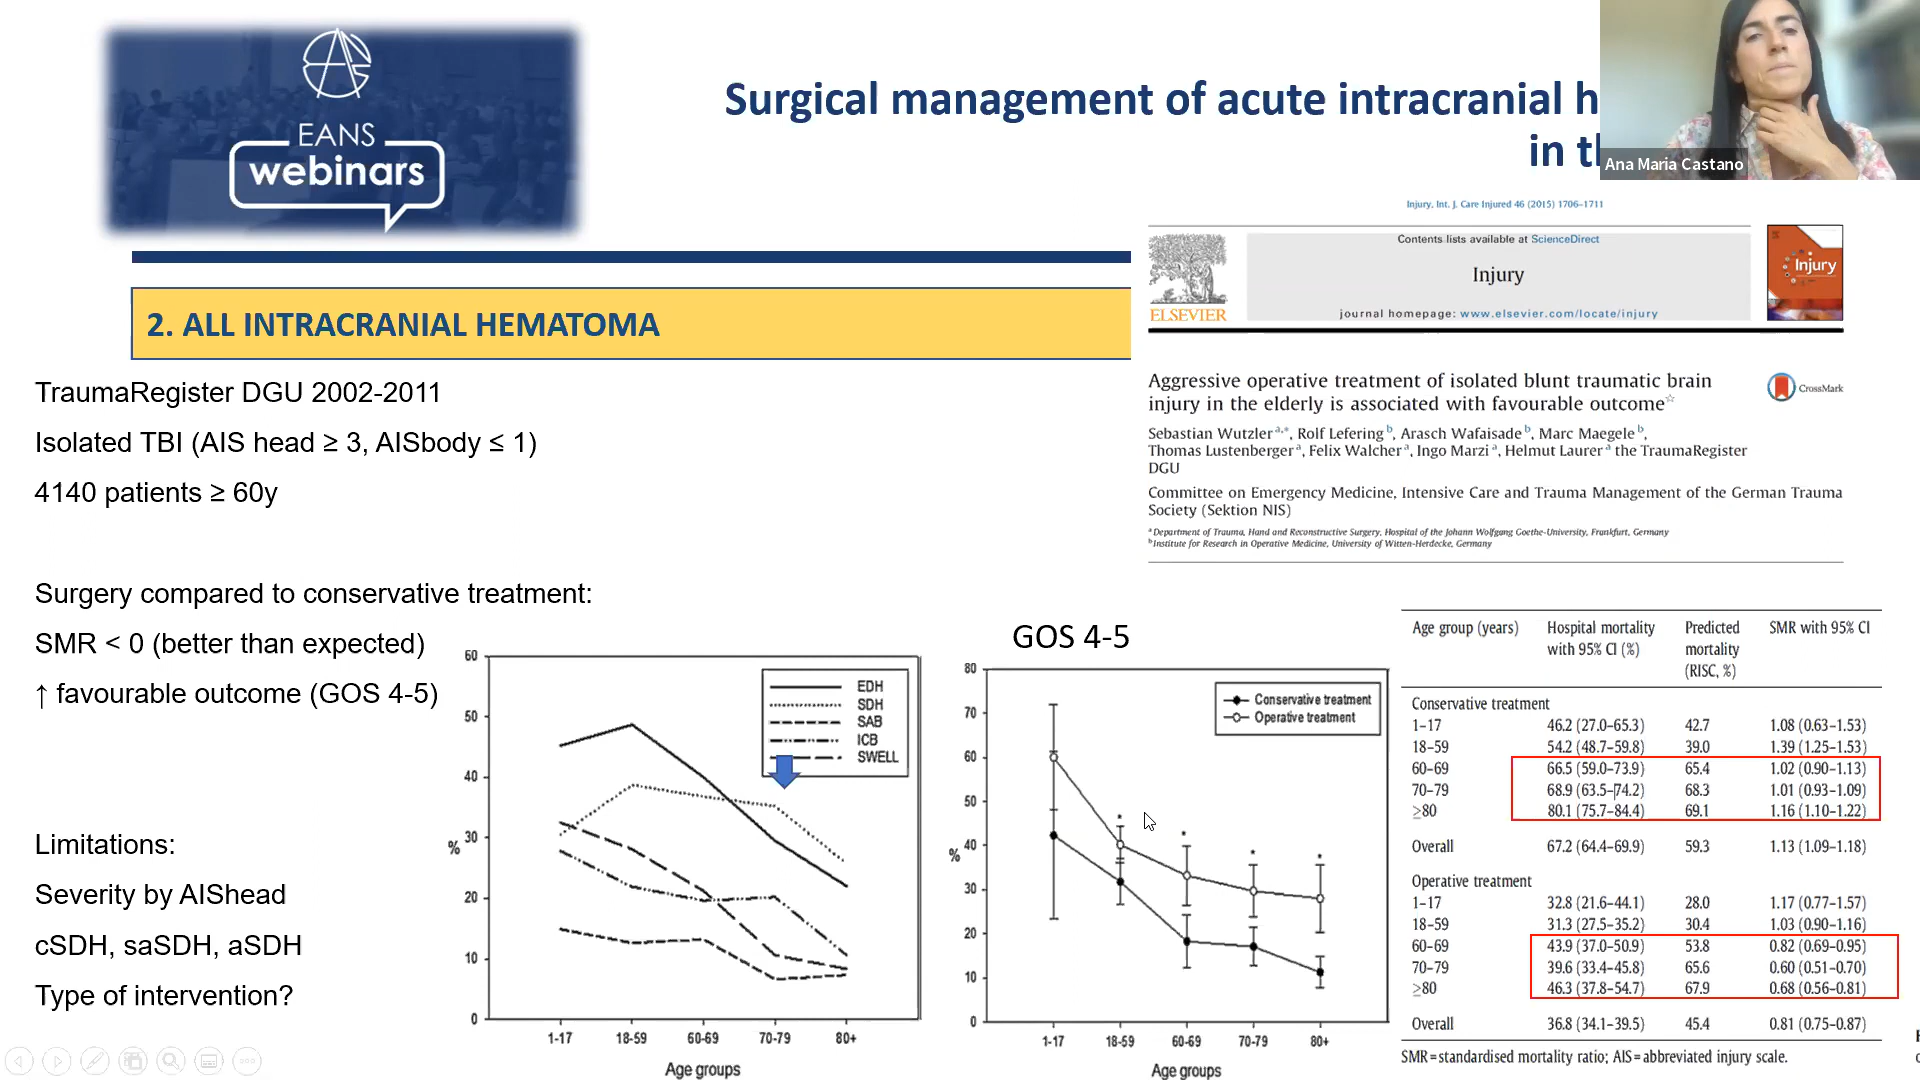 EANS
webinars
Surgical management of acute intracranial h
in t
Ana Maria Castano
Injury, Int. J. Care Injured 46 (2015) 1706–1711
Contents lists available at ScienceDirect
Injury
journal homepage: www.elsevier.com/locate/injury
ELSEVIER
Injury
2. ALL INTRACRANIAL HEMATOMA
TraumaRegister DGU 2002-2011
Isolated TBI (AIS head ≥ 3, AISbody ≤ 1)
4140 patients ≥ 60y
Surgery compared to conservative treatment:
SMR < 0 (better than expected)
↑ favourable outcome (GOS 4-5)
Limitations:
Severity by AIShead
cSDH, saSDH, aSDH
Type of intervention?
Aggressive operative treatment of isolated blunt traumatic brain
injury in the elderly is associated with favourable outcome☆
CrossMark
Sebastian Wutzler a,*, Rolf Lefering b, Arasch Wafaisade b, Marc Maegele b,
Thomas Lustenberger a, Felix Walcher a, Ingo Marzi a, Helmut Laurer a the TraumaRegister
DGU
Committee on Emergency Medicine, Intensive Care and Trauma Management of the German Trauma
Society (Sektion NIS)
a Department of Trauma, Hand and Reconstructive Surgery, Hospital of the Johann Wolfgang Goethe-University, Frankfurt, Germany
b Institute for Research in Operative Medicine, University of Witten-Herdecke, Germany
60
50
40
30
20
10
0
%
EDH
SDH
SAB
ICB
SWELL
1-17 18-59 60-69 70-79 80+
Age groups
GOS 4-5
80
70
60
50
40
30
20
10
0
%
Conservative treatment
Operative treatment
* * * *
1-17 18-59 60-69 70-79 80+
Age groups
Age group (years) Hospital mortality Predicted SMR with 95% CI
with 95% CI (%) mortality
(RISC, %)
Conservative treatment
1–17 46.2 (27.0–65.3) 42.7 1.08 (0.63–1.53)
18–59 54.2 (48.7–59.8) 39.0 1.39 (1.25–1.53)
60–69 66.5 (59.0–73.9) 65.4 1.02 (0.90–1.13)
70–79 68.9 (63.5–74.2) 68.3 1.01 (0.93–1.09)
≥80 80.1 (75.7–84.4) 69.1 1.16 (1.10–1.22)
Overall 67.2 (64.4–69.9) 59.3 1.13 (1.09–1.18)
Operative treatment
1–17 32.8 (21.6–44.1) 28.0 1.17 (0.77–1.57)
18–59 31.3 (27.5–35.2) 30.4 1.03 (0.90–1.16)
60–69 43.9 (37.0–50.9) 53.8 0.82 (0.69–0.95)
70–79 39.6 (33.4–45.8) 65.6 0.60 (0.51–0.70)
≥80 46.3 (37.8–54.7) 67.9 0.68 (0.56–0.81)
Overall 36.8 (34.1–39.5) 45.4 0.81 (0.75–0.87)
SMR = standardised mortality ratio; AIS = abbreviated injury scale.